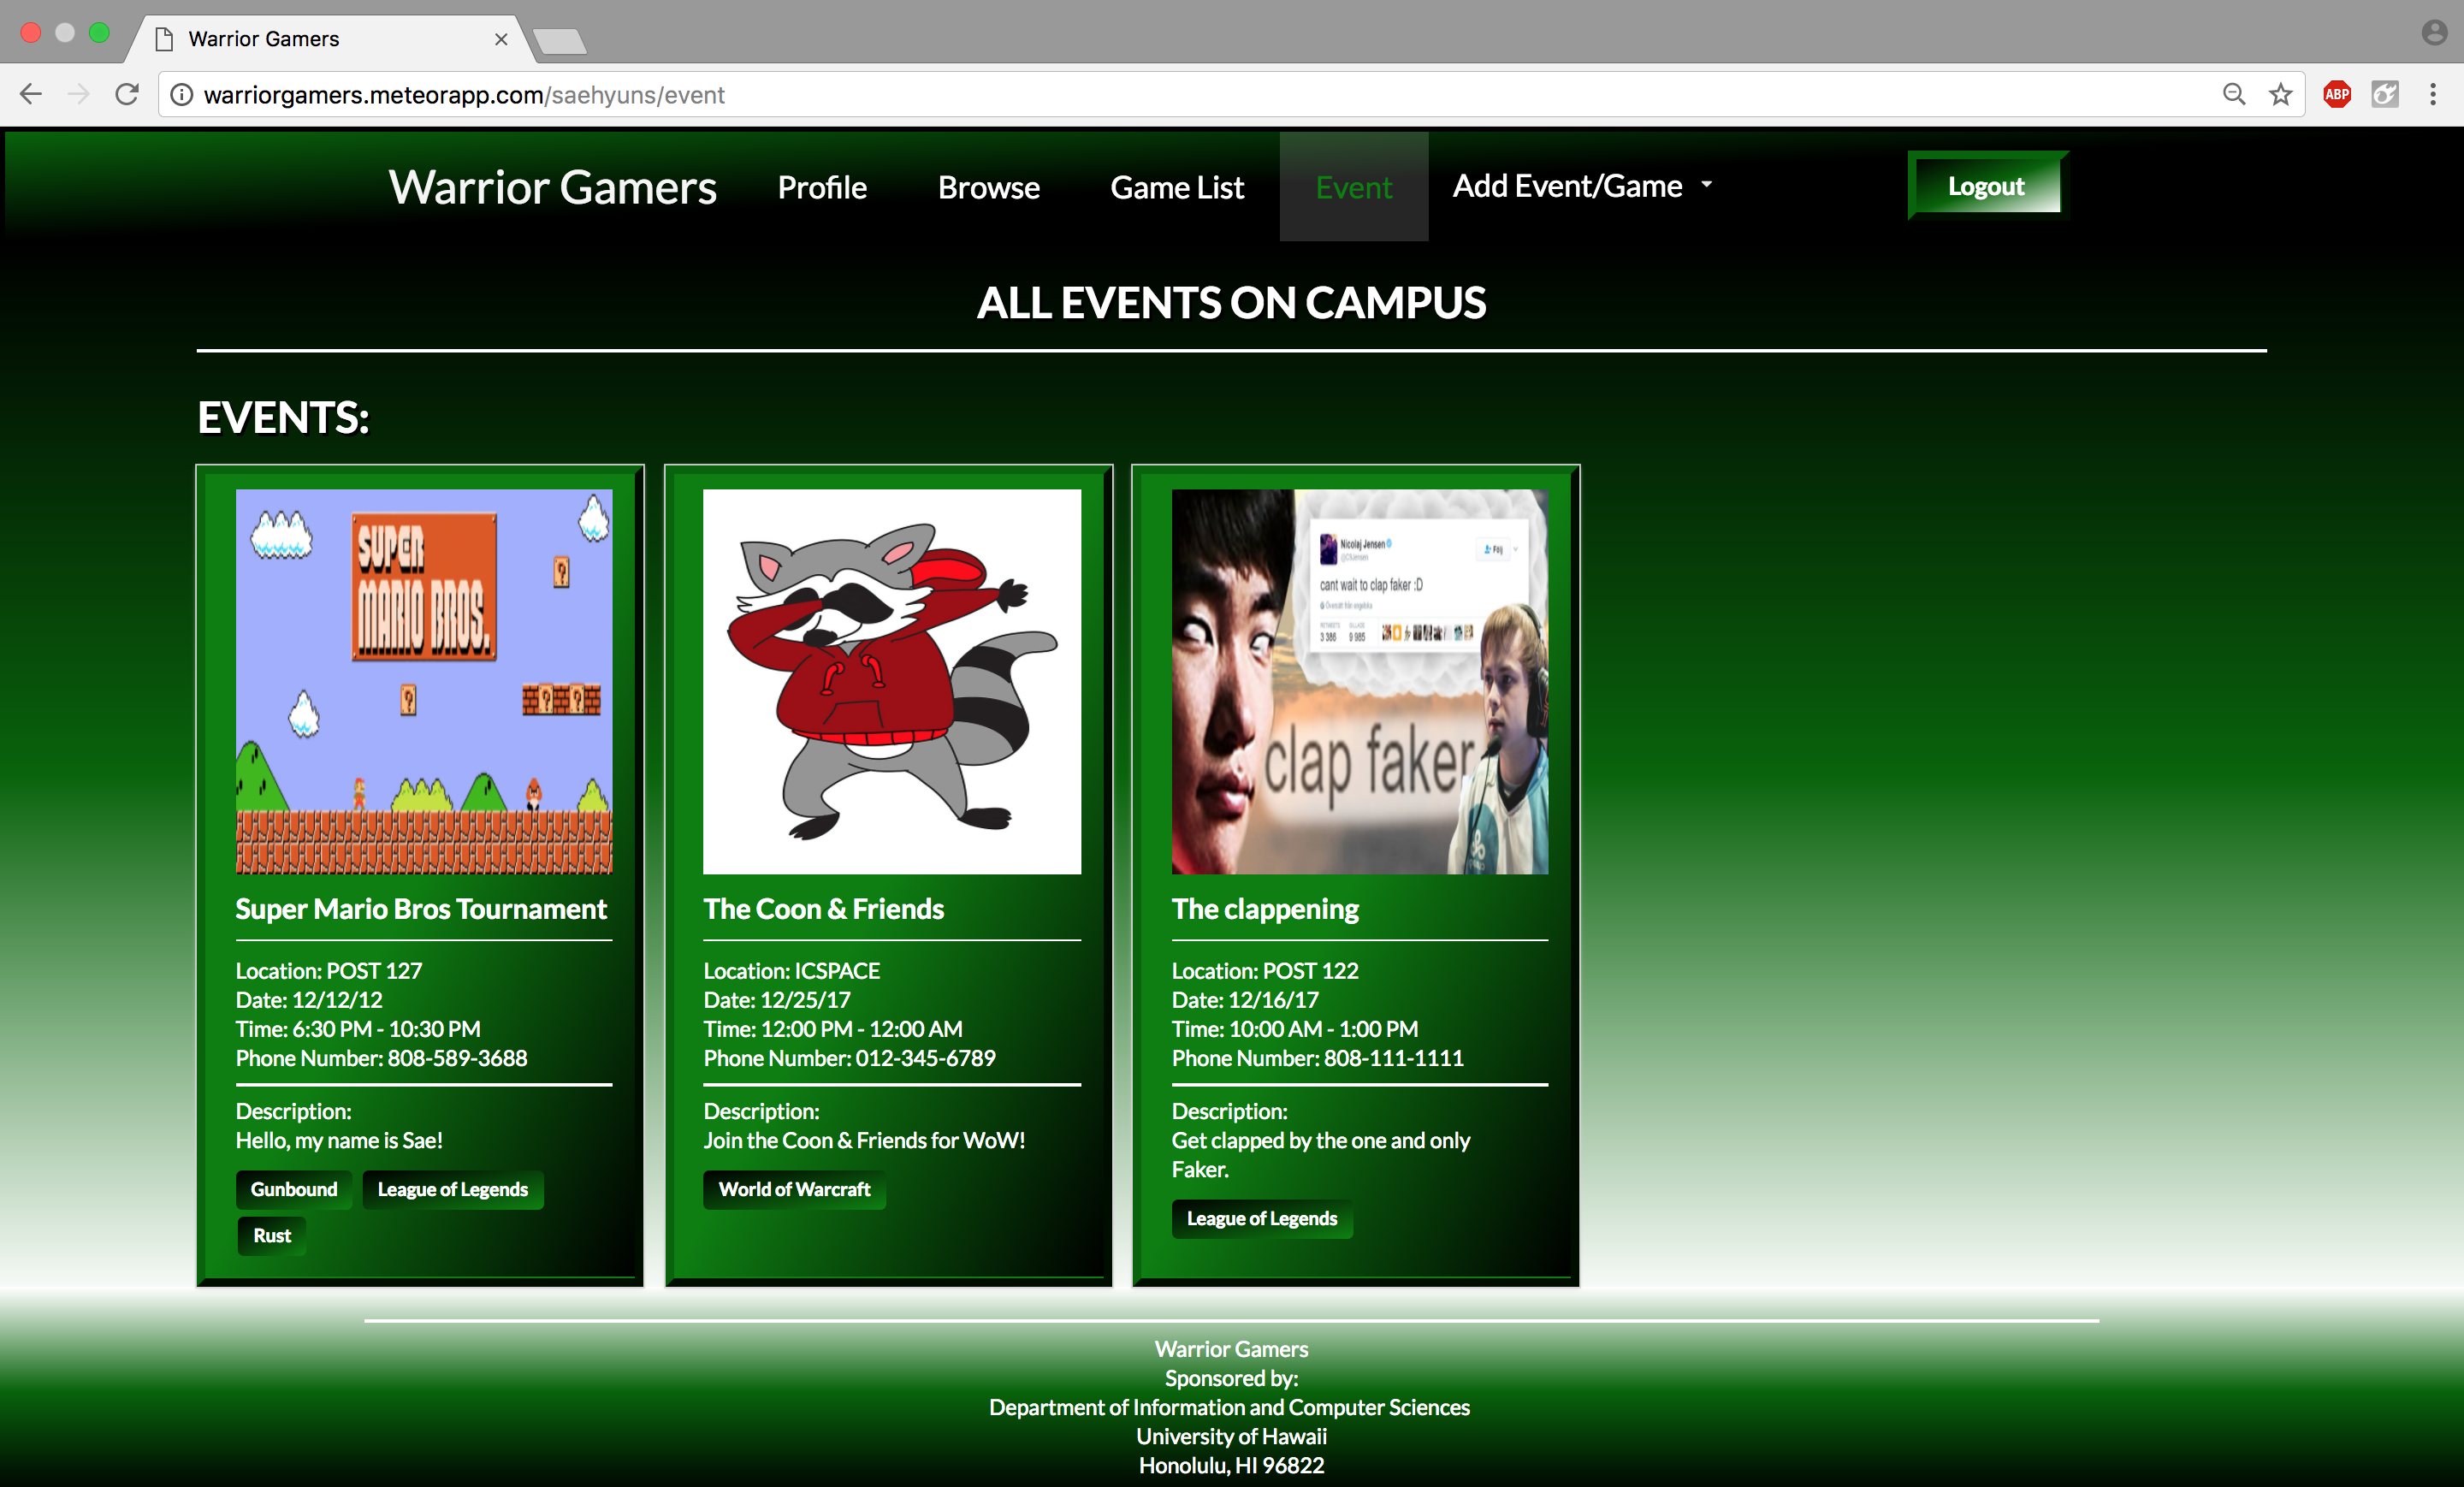 Warrior Gamers
warriorgamers.meteorapp.com/saehyuns/event
ABP
Warrior Gamers Profile Browse Game List Event Add Event/Game Logout
ALL EVENTS ON CAMPUS
EVENTS:
SUPER
MARIO BROS.
Super Mario Bros Tournament
Location: POST 127
Date: 12/12/12
Time: 6:30 PM - 10:30 PM
Phone Number: 808-589-3688
Description:
Hello, my name is Sae!
Gunbound League of Legends
Rust
The Coon & Friends
Location: ICSPACE
Date: 12/25/17
Time: 12:00 PM - 12:00 AM
Phone Number: 012-345-6789
Description:
Join the Coon & Friends for WoW!
World of Warcraft
Nicolaj Jensen
Följ
cant wait to clap faker :D
3 386 9 985
clap faker
The clappening
Location: POST 122
Date: 12/16/17
Time: 10:00 AM - 1:00 PM
Phone Number: 808-111-1111
Description:
Get clapped by the one and only
Faker.
League of Legends
Warrior Gamers
Sponsored by:
Department of Information and Computer Sciences
University of Hawaii
Honolulu, HI 96822